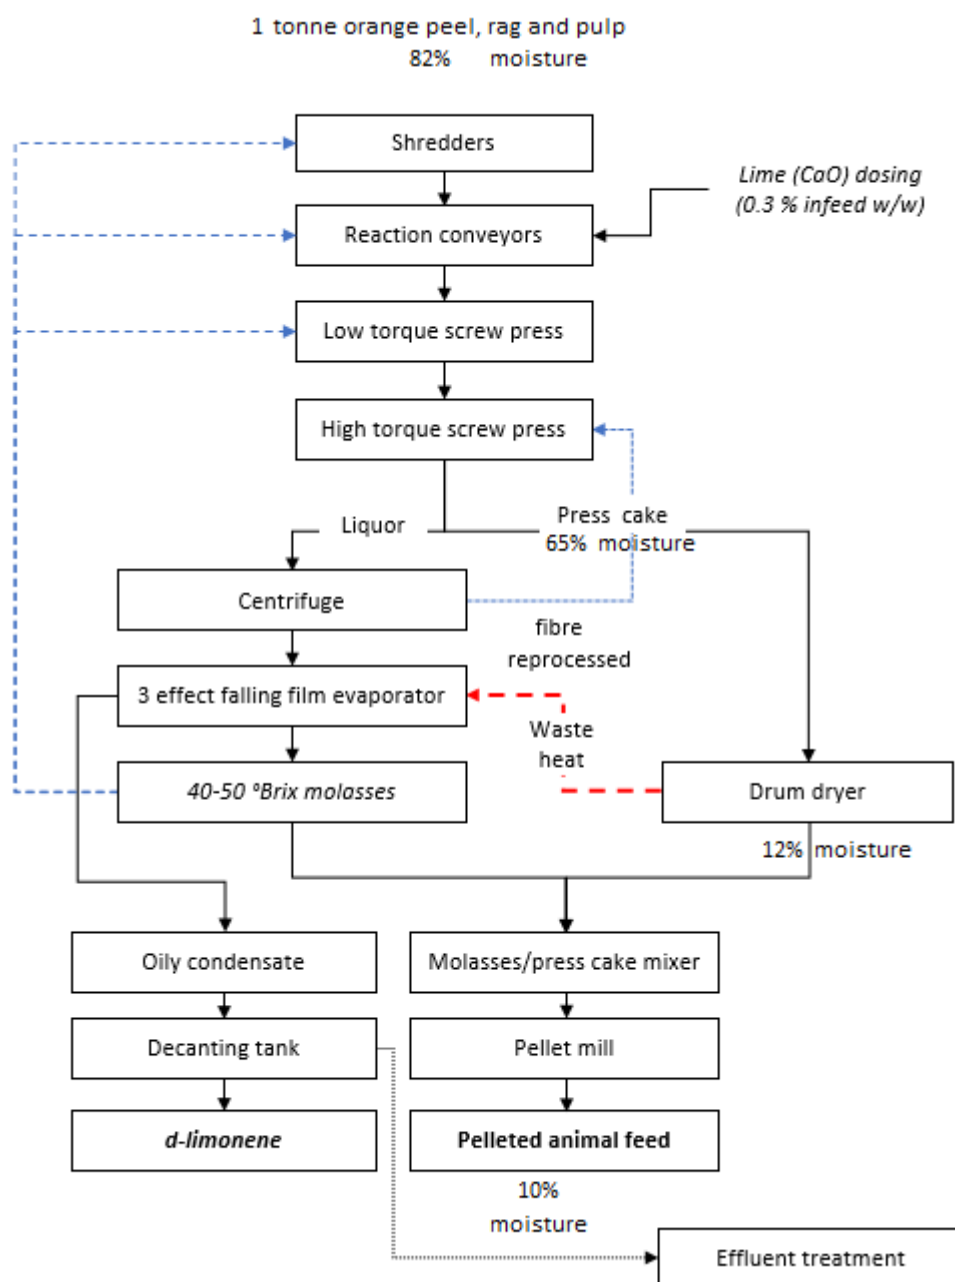 1 tonne orange peel, rag and pulp
82% moisture
Shredders
Lime (CaO) dosing
(0.3 % infeed w/w)
Reaction conveyors
Low torque screw press
High torque screw press
Liquor
Press cake
65% moisture
Centrifuge
fibre
reprocessed
3 effect falling film evaporator
Waste
heat
40-50 °Brix molasses
Drum dryer
12% moisture
Oily condensate
Molasses/press cake mixer
Decanting tank
Pellet mill
d-limonene
Pelleted animal feed
10%
moisture
Effluent treatment